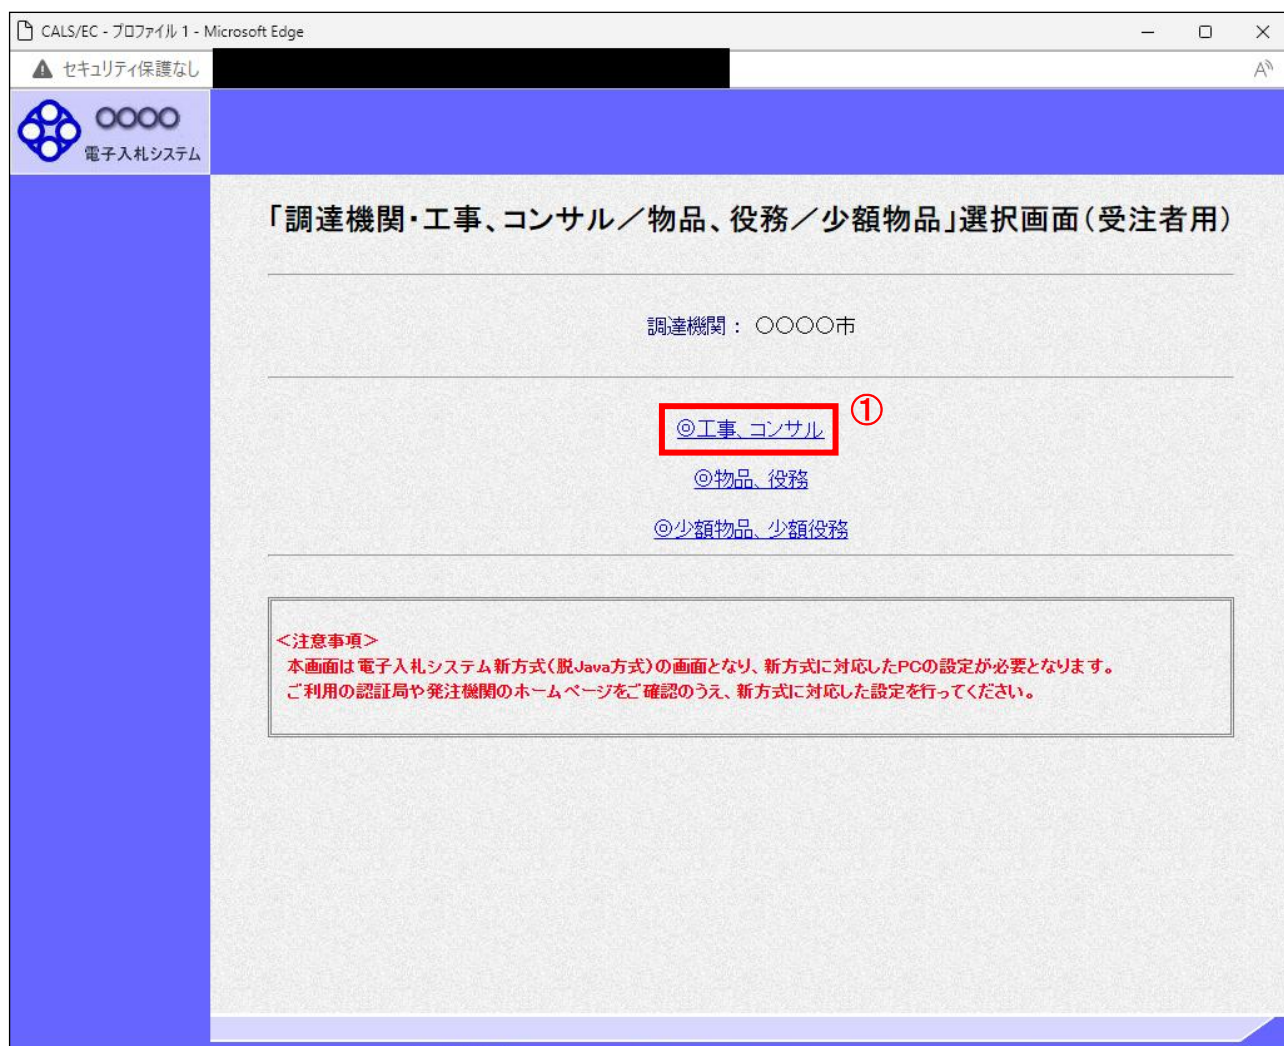 CALS/EC - プロファイル 1 - Microsoft Edge
セキュリティ保護なし
〇〇〇〇
電子入札システム
「調達機関・工事、コンサル／物品、役務／少額物品」選択画面（受注者用）
調達機関： 〇〇〇〇市
①
◎工事、コンサル
◎物品、役務
◎少額物品、少額役務
＜注意事項＞
本画面は電子入札システム新方式（脱Java方式）の画面となり、新方式に対応したPCの設定が必要となります。
ご利用の認証局や発注機関のホームページをご確認のうえ、新方式に対応した設定を行ってください。